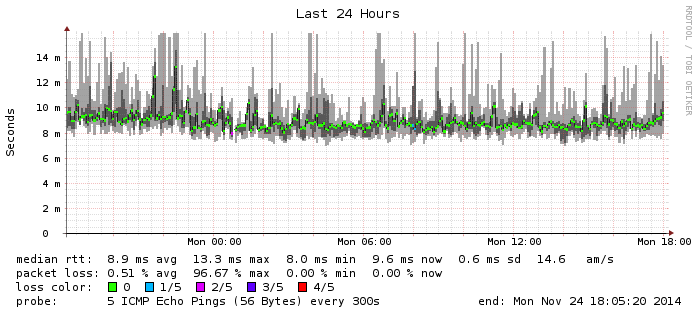 Last 24 Hours
RRDTOOL / TOBI OETIKER
Seconds
14 m
12 m
10 m
8 m
6 m
4 m
2 m
0
Mon 00:00 Mon 06:00 Mon 12:00 Mon 18:00
median rtt: 8.9 ms avg 13.3 ms max 8.0 ms min 9.6 ms now 0.6 ms sd 14.6 am/s
packet loss: 0.51 % avg 96.67 % max 0.00 % min 0.00 % now
loss color: 0 1/5 2/5 3/5 4/5
probe: 5 ICMP Echo Pings (56 Bytes) every 300s end: Mon Nov 24 18:05:20 2014